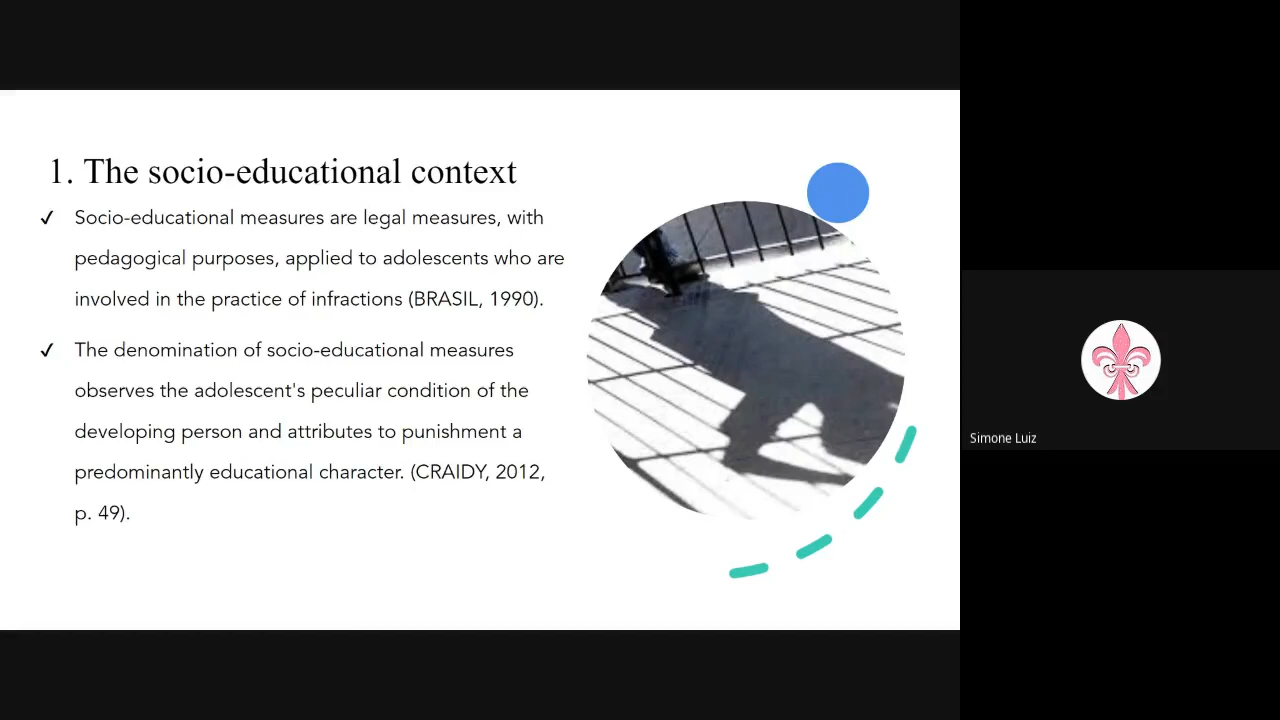 1. The socio-educational context
✓ Socio-educational measures are legal measures, with
pedagogical purposes, applied to adolescents who are
involved in the practice of infractions (BRASIL, 1990).
✓ The denomination of socio-educational measures
observes the adolescent's peculiar condition of the
developing person and attributes to punishment a
predominantly educational character. (CRAIDY, 2012,
p. 49).
Simone Luiz